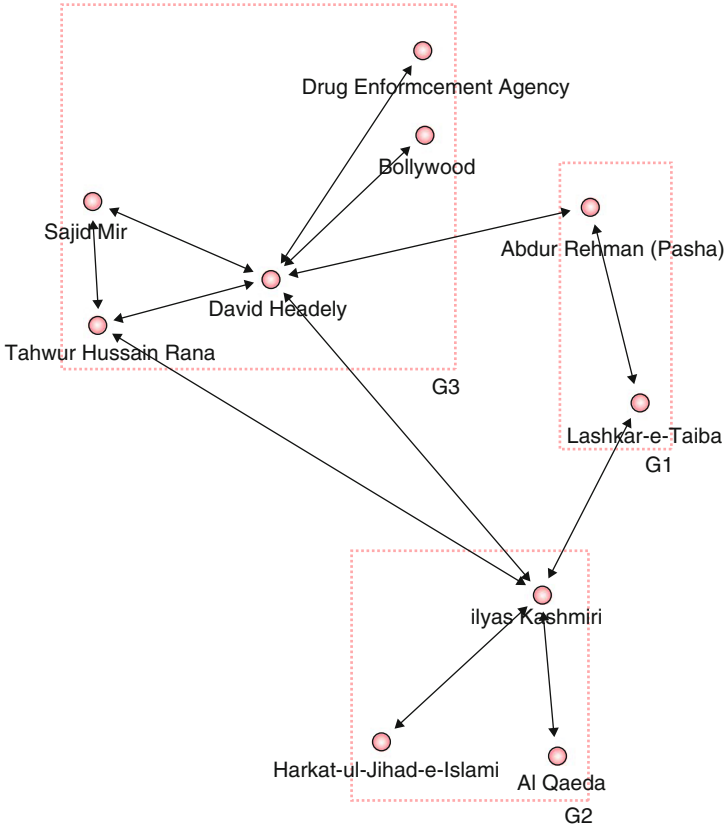 Drug Enformcement Agency
Bollywood
Sajid Mir
Abdur Rehman (Pasha)
David Headely
Tahwur Hussain Rana
G3
Lashkar-e-Taiba
G1
ilyas Kashmiri
Harkat-ul-Jihad-e-Islami
Al Qaeda
G2